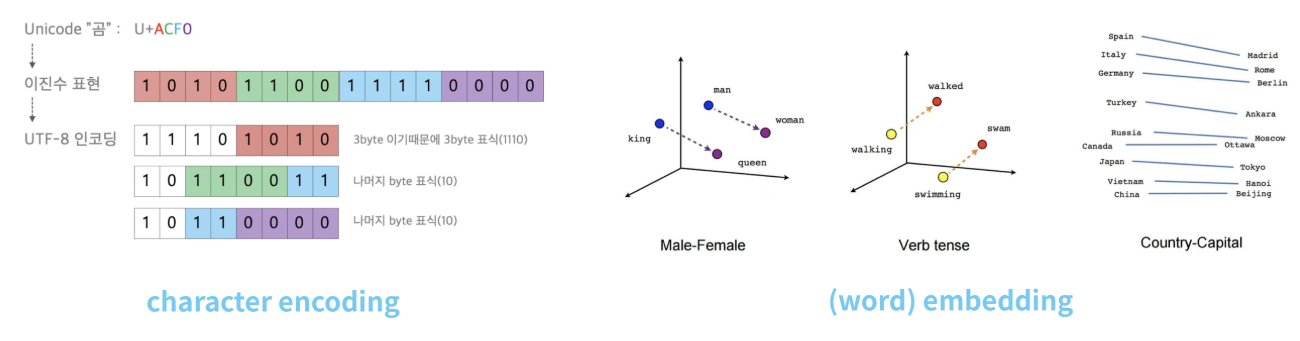 Unicode "곰" : U+ACF0
이진수 표현
1 0 1 0 1 1 0 0 1 1 1 1 0 0 0 0
UTF-8 인코딩
1 1 1 0 1 0 1 0
3byte 이기때문에 3byte 표식(1110)
1 0 1 1 0 0 1 1
나머지 byte 표식(10)
1 0 1 1 0 0 0 0
나머지 byte 표식(10)
character encoding
man
woman
king
queen
Male-Female
walked
walking
swam
swimming
Verb tense
Spain
Madrid
Italy
Rome
Germany
Berlin
Turkey
Ankara
Russia
Moscow
Canada
Ottawa
Japan
Tokyo
Vietnam
Hanoi
China
Beijing
Country-Capital
(word) embedding